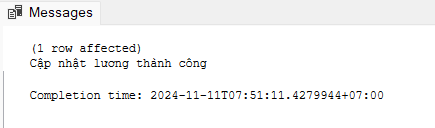 Messages
(1 row affected)
Cập nhật lương thành công
Completion time: 2024-11-11T07:51:11.4279944+07:00